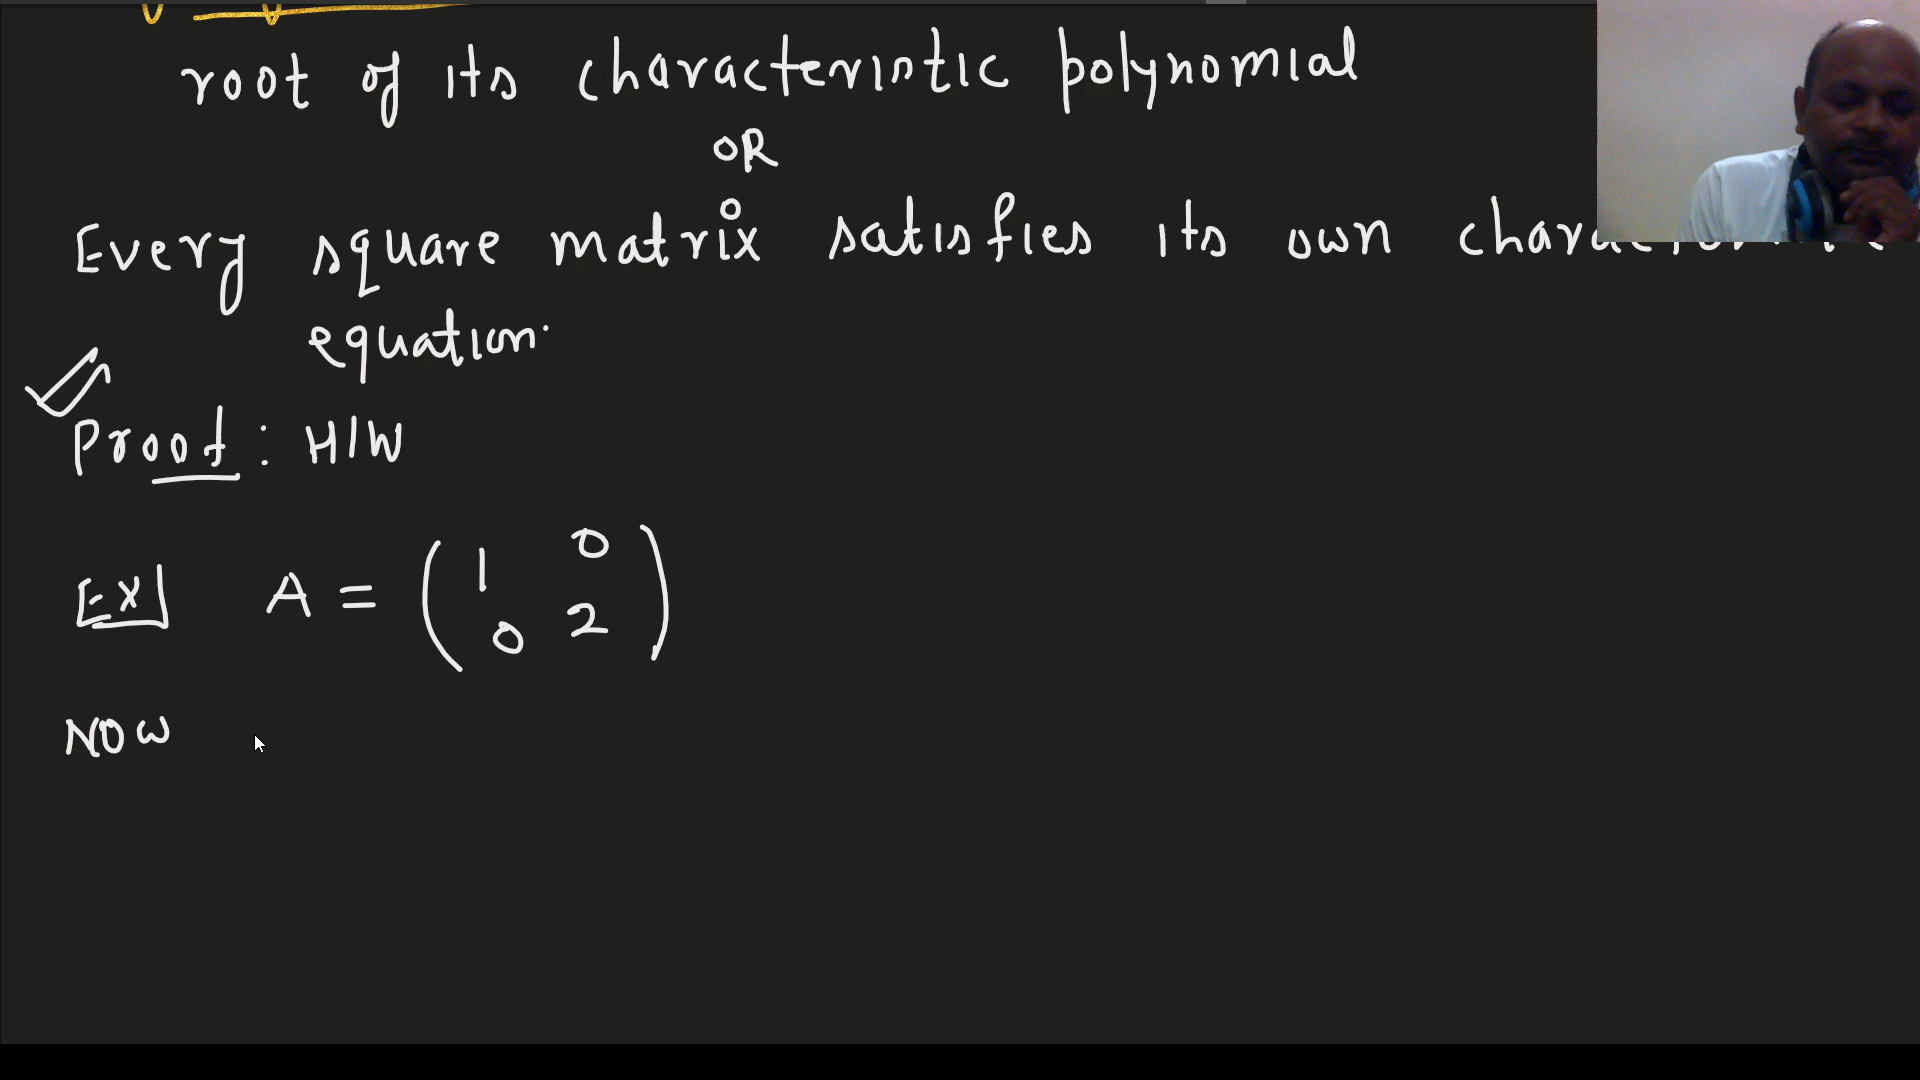 root of its characteristic polynomial
OR
Every square matrix satisfies its own characteristic
equation.
Proof : H/W
Ex A = ( 1 0
0 2 )
Now